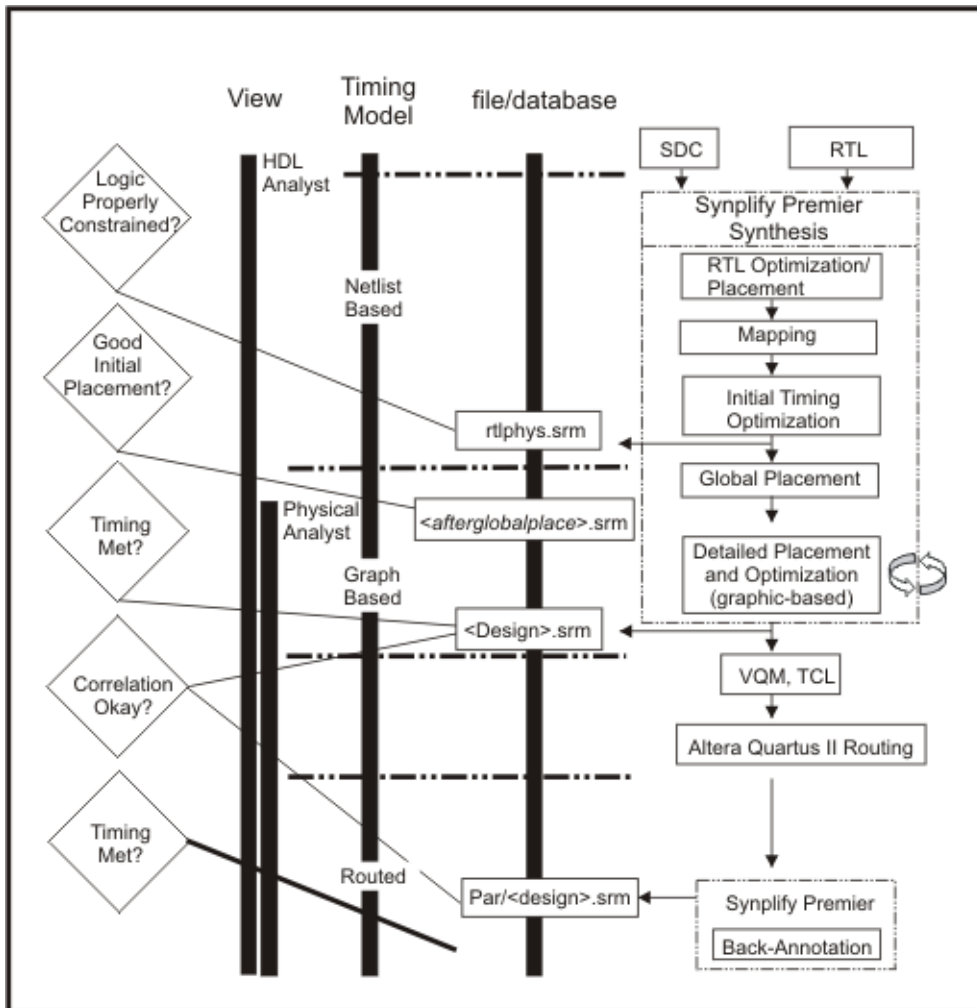 View
Timing
Model
file/database
SDC
RTL
HDL
Analyst
Logic
Properly
Constrained?
Synplify Premier
Synthesis
RTL Optimization/
Placement
Netlist
Based
Mapping
Good
Initial
Placement?
Initial Timing
Optimization
rtlphys.srm
Global Placement
Physical
Analyst
<afterglobalplace>.srm
Timing
Met?
Detailed Placement
and Optimization
(graphic-based)
Graph
Based
<Design>.srm
Correlation
Okay?
VQM, TCL
Altera Quartus II Routing
Timing
Met?
Routed
Par/<design>.srm
Synplify Premier
Back-Annotation